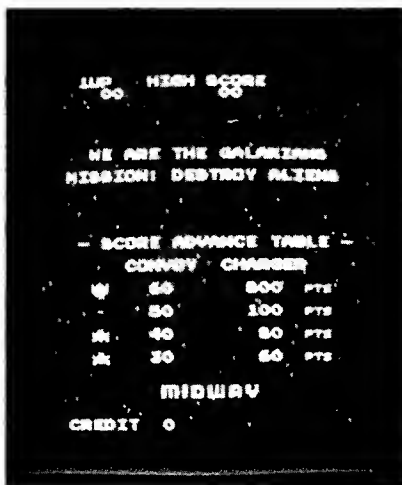 1UP HIGH SCORE
00 00
WE ARE THE GALAXIANS
MISSION: DESTROY ALIENS
- SCORE ADVANCE TABLE -
CONVOY CHARGER
60 800 PTS
50 100 PTS
40 80 PTS
30 60 PTS
MIDWAY
CREDIT 0